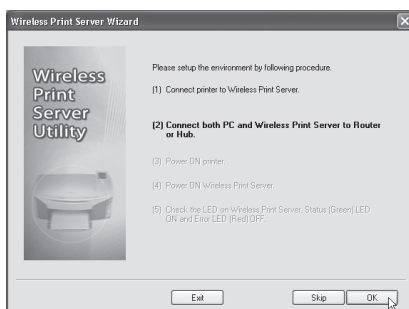 Wireless Print Server Wizard
Wireless
Print
Server
Utility
Please setup the environment by following procedure.
(1) Connect printer to Wireless Print Server.
(2) Connect both PC and Wireless Print Server to Router
or Hub.
(3) Power ON printer.
(4) Power ON Wireless Print Server.
(5) Check the LED on Wireless Print Server, Status (Green) LED
ON and Error LED (Red) OFF.
Exit
Skip
OK